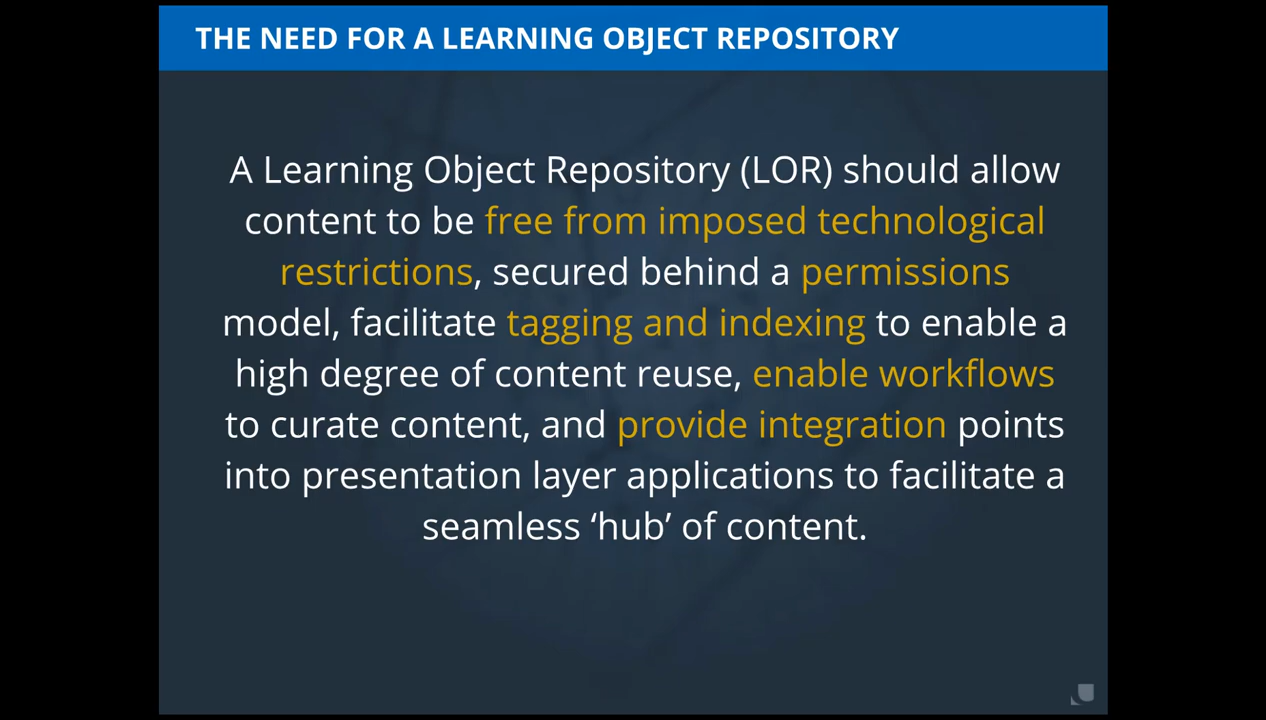 THE NEED FOR A LEARNING OBJECT REPOSITORY
A Learning Object Repository (LOR) should allow
content to be free from imposed technological
restrictions, secured behind a permissions
model, facilitate tagging and indexing to enable a
high degree of content reuse, enable workflows
to curate content, and provide integration points
into presentation layer applications to facilitate a
seamless ‘hub’ of content.